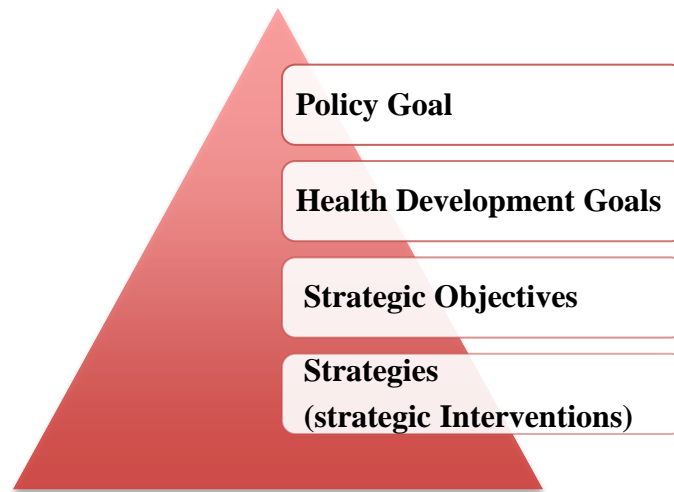 Policy Goal
Health Development Goals
Strategic Objectives
Strategies
(strategic Interventions)